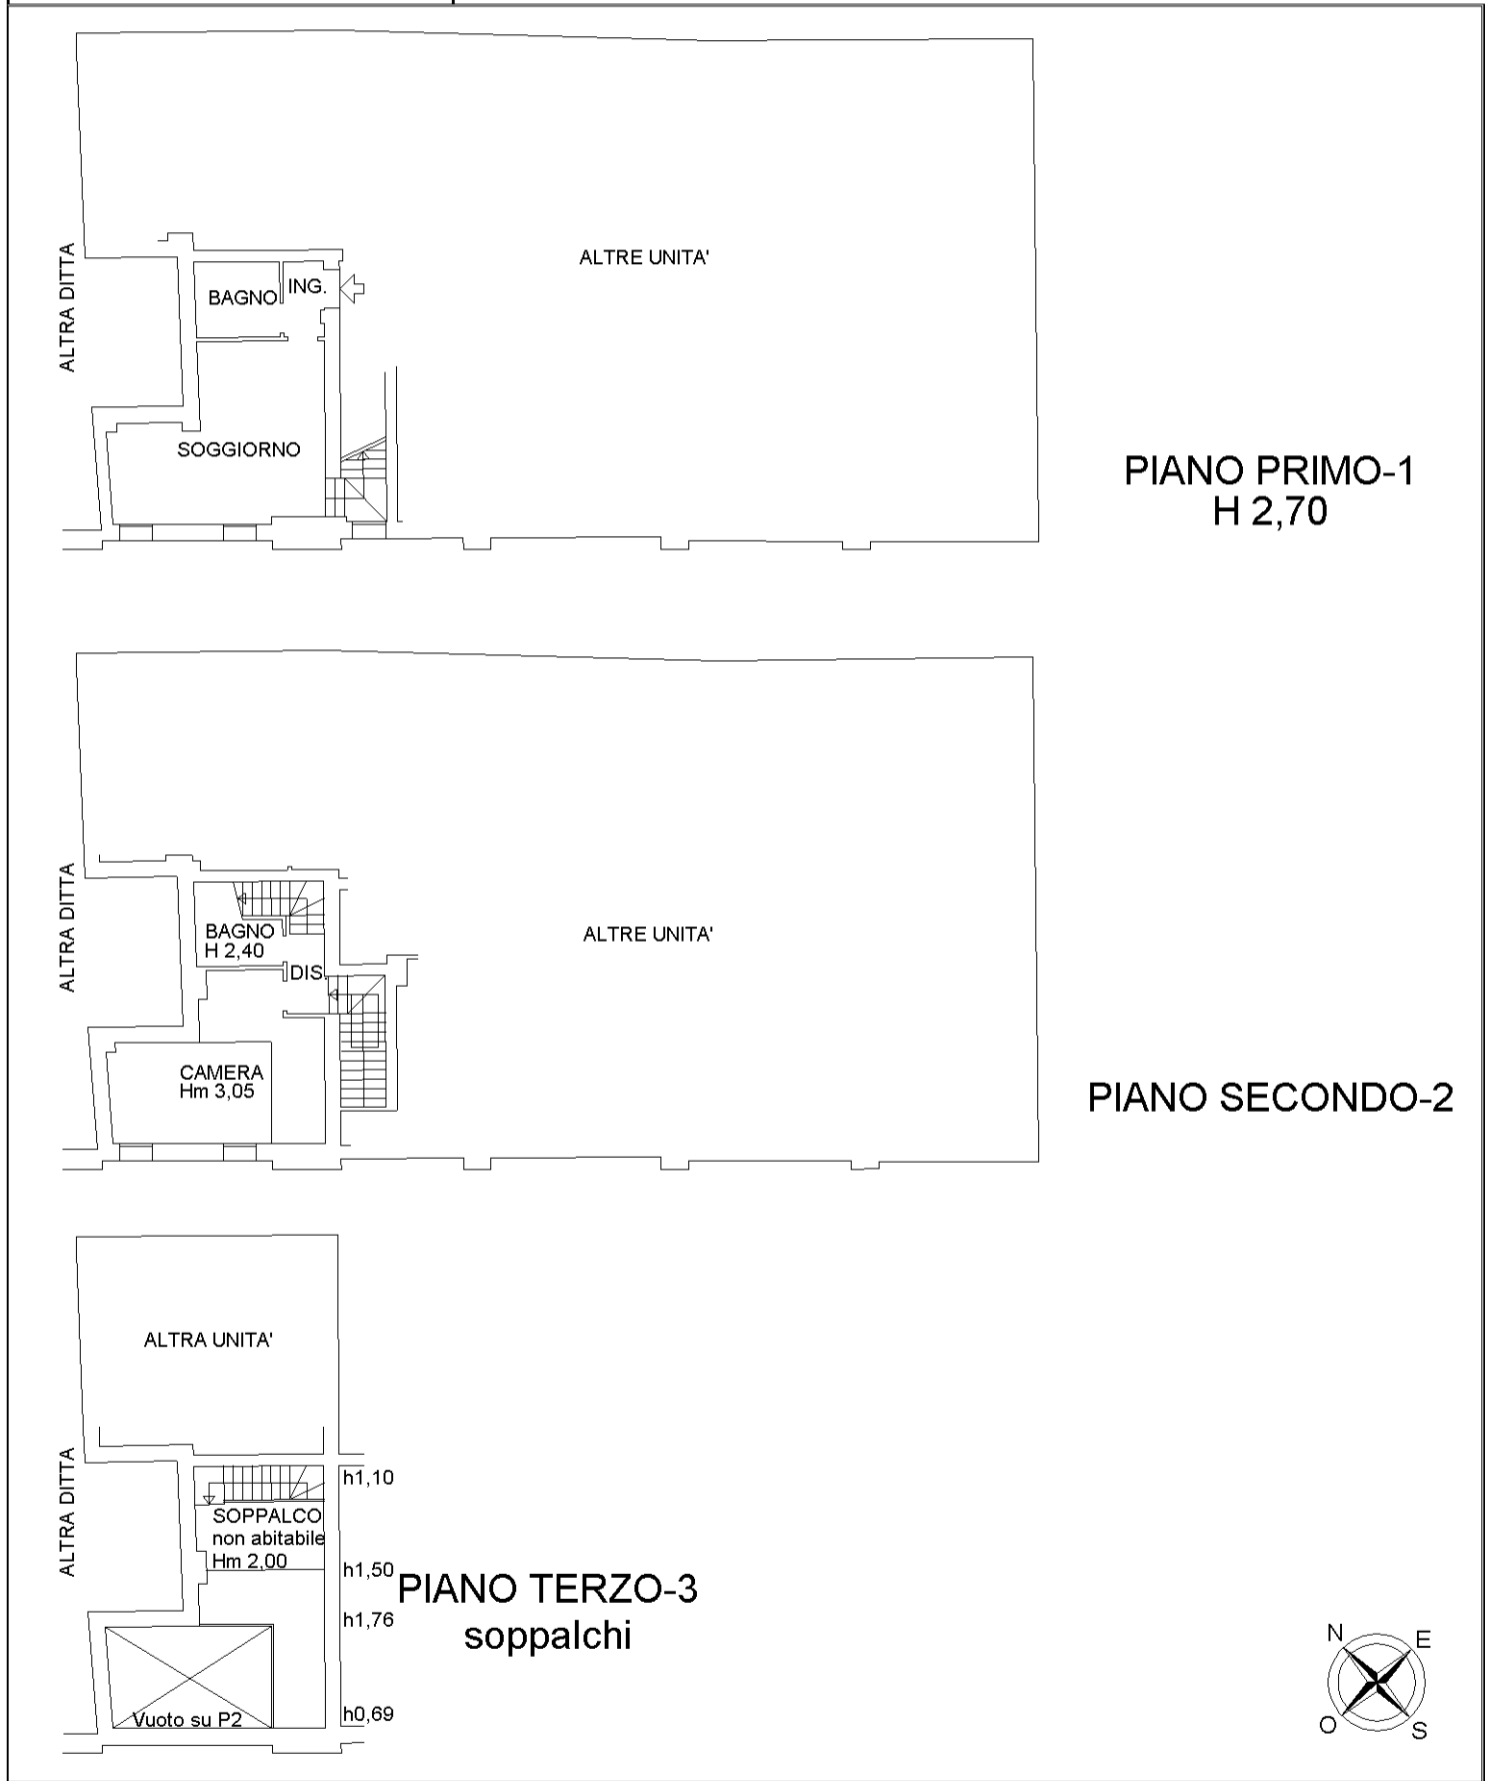 ALTRA DITTA
ALTRE UNITA'
BAGNO
ING.
SOGGIORNO
PIANO PRIMO-1
H 2,70
ALTRA DITTA
ALTRE UNITA'
BAGNO
H 2,40
DIS.
CAMERA
Hm 3,05
PIANO SECONDO-2
ALTRA UNITA'
ALTRA DITTA
h1,10
SOPPALCO
non abitabile
Hm 2,00
h1,50
h1,76
PIANO TERZO-3
soppalchi
Vuoto su P2
h0,69
N
E
O
S